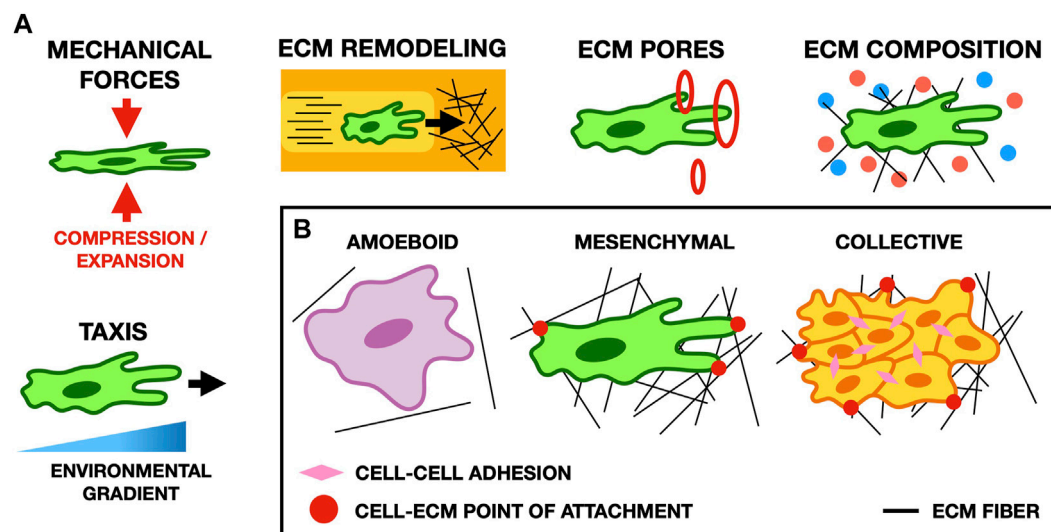 A
MECHANICAL
FORCES
COMPRESSION /
EXPANSION
TAXIS
ENVIRONMENTAL
GRADIENT
ECM REMODELING
ECM PORES
ECM COMPOSITION
B
AMOEBOID
MESENCHYMAL
COLLECTIVE
CELL-CELL ADHESION
CELL-ECM POINT OF ATTACHMENT
ECM FIBER